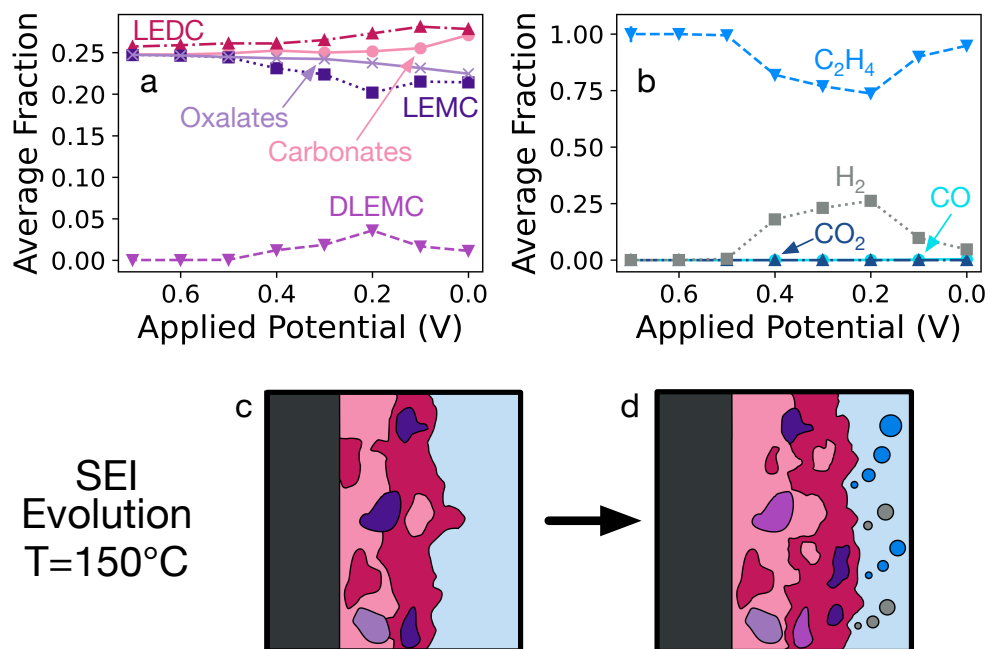 LEDC
a
Oxalates
LEMC
Carbonates
DLEMC
0.25
0.20
0.15
0.10
0.05
0.00
0.6
0.4
0.2
0.0
Average Fraction
Applied Potential (V)
b
C₂H₄
H₂
CO
CO₂
1.00
0.75
0.50
0.25
0.00
0.6
0.4
0.2
0.0
Average Fraction
Applied Potential (V)
c
d
SEI
Evolution
T=150°C